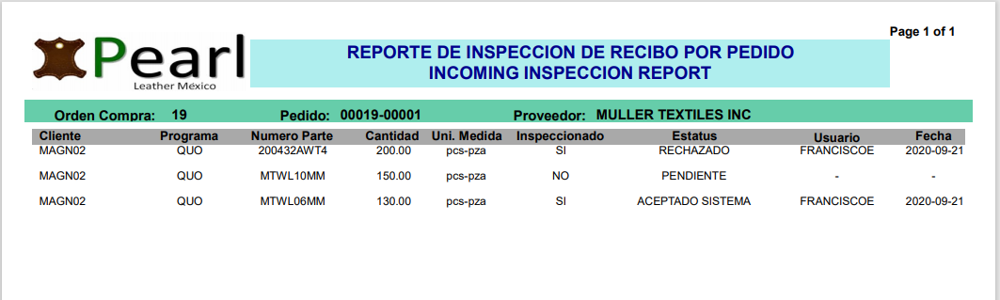 Page 1 of 1
Pearl
Leather México
REPORTE DE INSPECCION DE RECIBO POR PEDIDO
INCOMING INSPECCION REPORT
Orden Compra: 19 Pedido: 00019-00001 Proveedor: MULLER TEXTILES INC
Cliente Programa Numero Parte Cantidad Uni. Medida Inspeccionado Estatus Usuario Fecha
MAGN02 QUO 200432AWT4 200.00 pcs-pza SI RECHAZADO FRANCISCOE 2020-09-21
MAGN02 QUO MTWL10MM 150.00 pcs-pza NO PENDIENTE - -
MAGN02 QUO MTWL06MM 130.00 pcs-pza SI ACEPTADO SISTEMA FRANCISCOE 2020-09-21